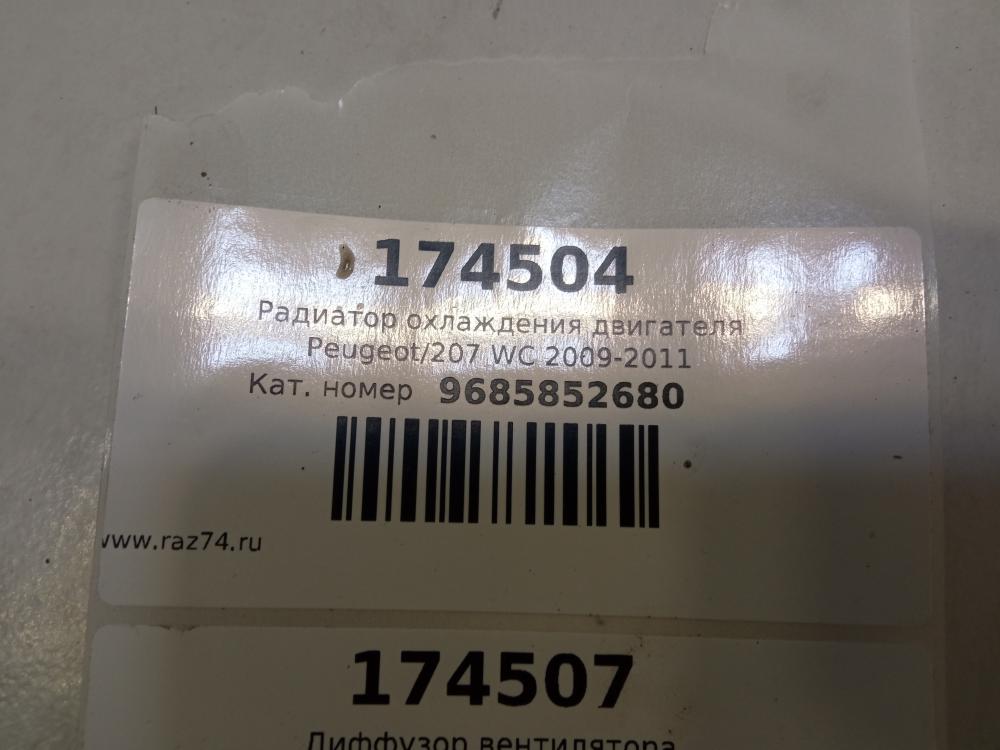 174504
Радиатор охлаждения двигателя
Peugeot/207 WC 2009-2011
Кат. номер 9685852680
www.raz74.ru
174507
Диффузор вентилятора